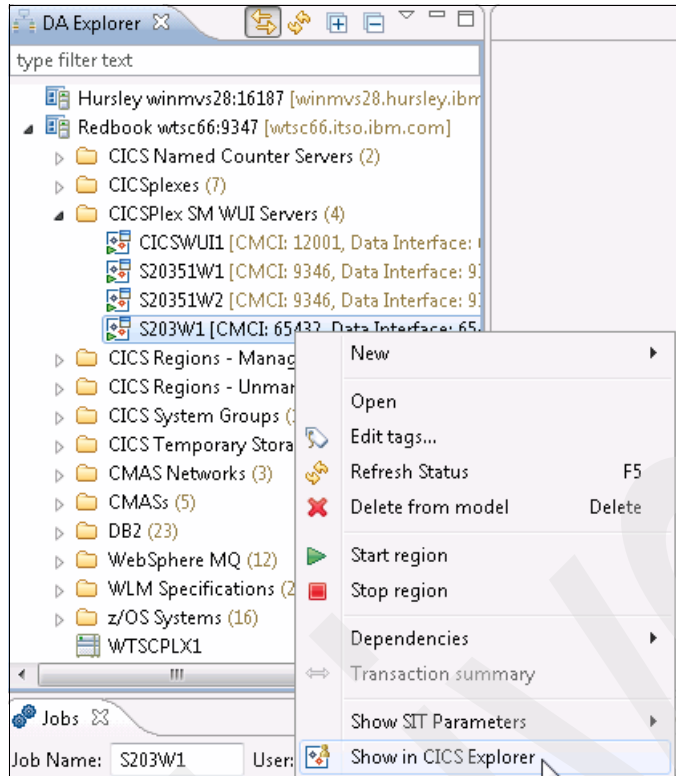 DA Explorer
type filter text
Hursley winmvs28:16187 [winmvs28.hursley.ibm
Redbook wtsc66:9347 [wtsc66.itso.ibm.com]
CICS Named Counter Servers (2)
CICSplexes (7)
CICSPlex SM WUI Servers (4)
CICSWUI1 [CMCI: 12001, Data Interface:
S20351W1 [CMCI: 9346, Data Interface: 9
S20351W2 [CMCI: 9346, Data Interface: 9
S203W1 [CMCI: 65432, Data Interface: 65
CICS Regions - Manag
CICS Regions - Unmar
CICS System Groups (
CICS Temporary Stora
CMAS Networks (3)
CMASs (5)
DB2 (23)
WebSphere MQ (12)
WLM Specifications (2
z/OS Systems (16)
WTSCPLX1
New
Open
Edit tags...
Refresh Status F5
Delete from model Delete
Start region
Stop region
Dependencies
Transaction summary
Show SIT Parameters
Show in CICS Explorer
Jobs
Job Name: S203W1 User: